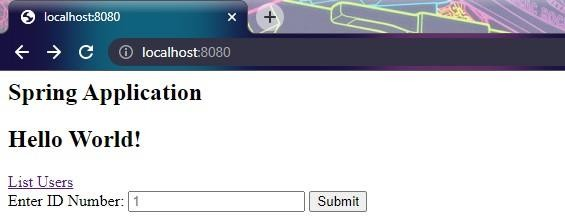 localhost:8080
localhost:8080
Spring Application
Hello World!
List Users
Enter ID Number: 1 Submit